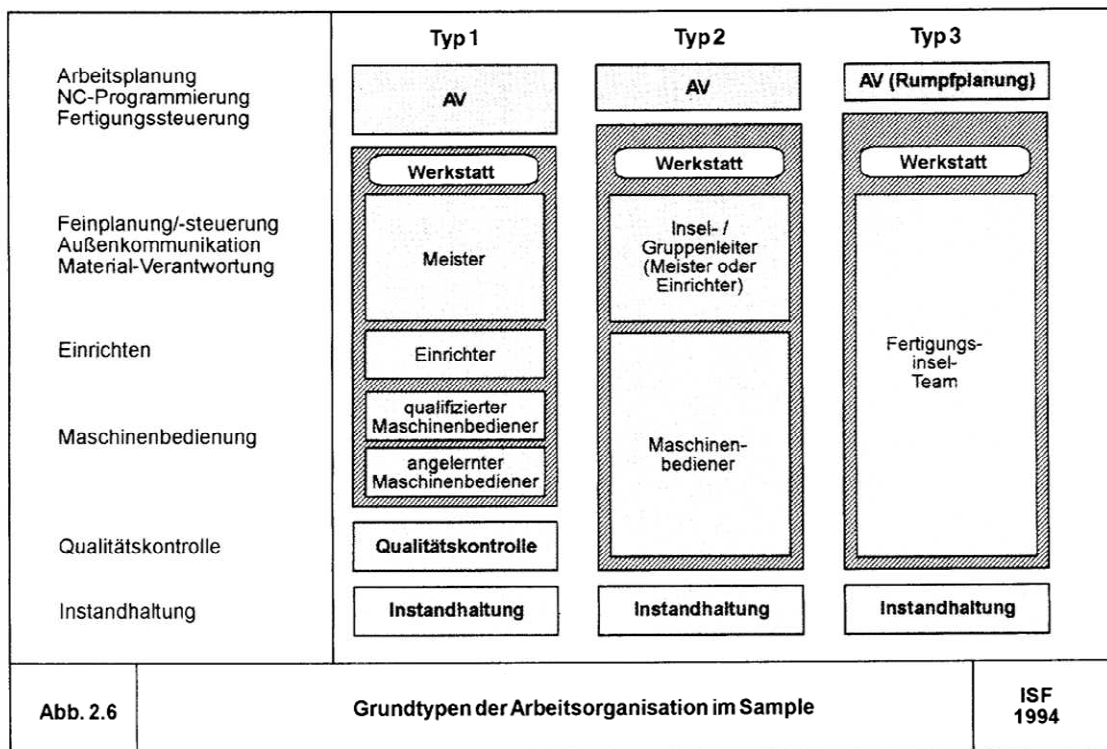 Typ 1
Typ 2
Typ 3
Arbeitsplanung
NC-Programmierung
Fertigungssteuerung
AV
AV
AV (Rumpfplanung)
Werkstatt
Werkstatt
Werkstatt
Feinplanung/-steuerung
Außenkommunikation
Material-Verantwortung
Meister
Insel- /
Gruppenleiter
(Meister oder
Einrichter)
Fertigungs-
insel-
Team
Einrichten
Einrichter
Maschinenbedienung
qualifizierter
Maschinenbediener
angelernter
Maschinenbediener
Maschinen-
bediener
Qualitätskontrolle
Qualitätskontrolle
Instandhaltung
Instandhaltung
Instandhaltung
Instandhaltung
Abb. 2.6
Grundtypen der Arbeitsorganisation im Sample
ISF
1994